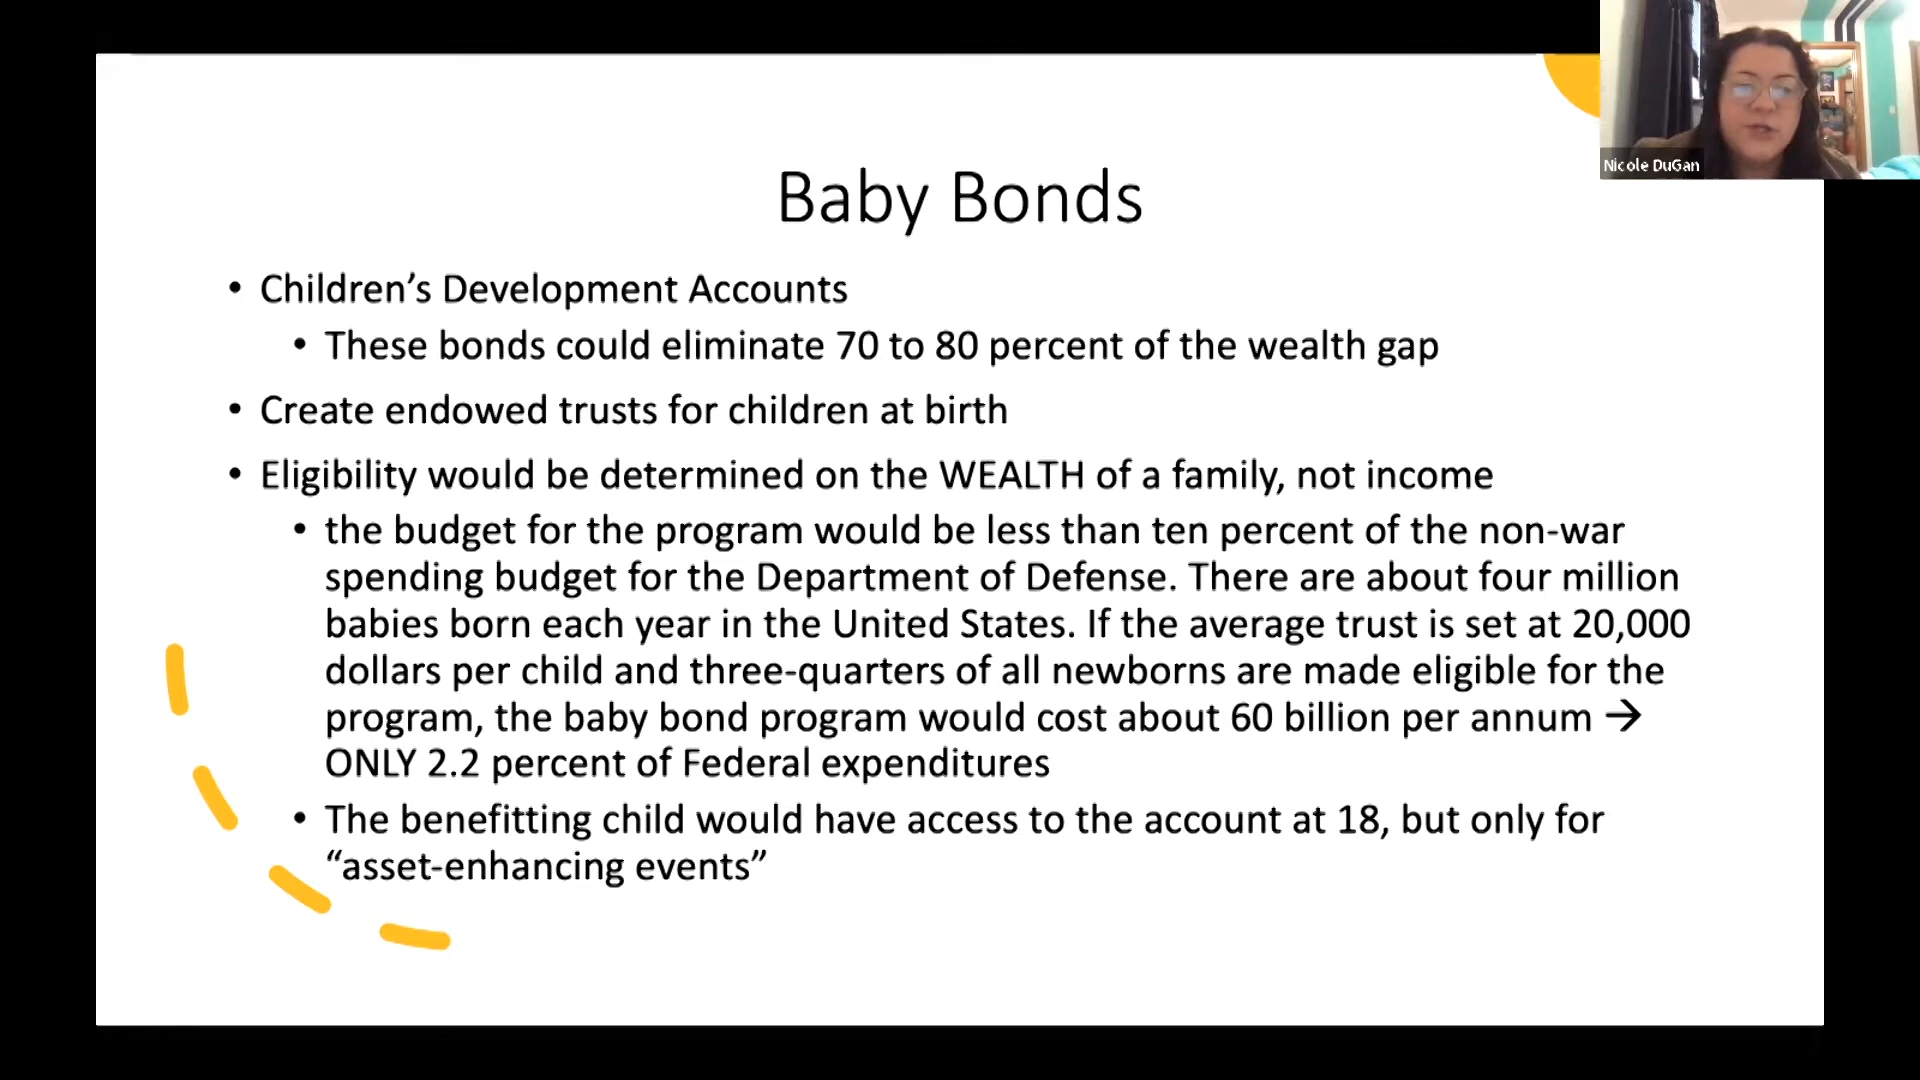 Nicole DuGan
Baby Bonds
• Children’s Development Accounts
• These bonds could eliminate 70 to 80 percent of the wealth gap
• Create endowed trusts for children at birth
• Eligibility would be determined on the WEALTH of a family, not income
• the budget for the program would be less than ten percent of the non-war
spending budget for the Department of Defense. There are about four million
babies born each year in the United States. If the average trust is set at 20,000
dollars per child and three-quarters of all newborns are made eligible for the
program, the baby bond program would cost about 60 billion per annum →
ONLY 2.2 percent of Federal expenditures
• The benefitting child would have access to the account at 18, but only for
“asset-enhancing events”